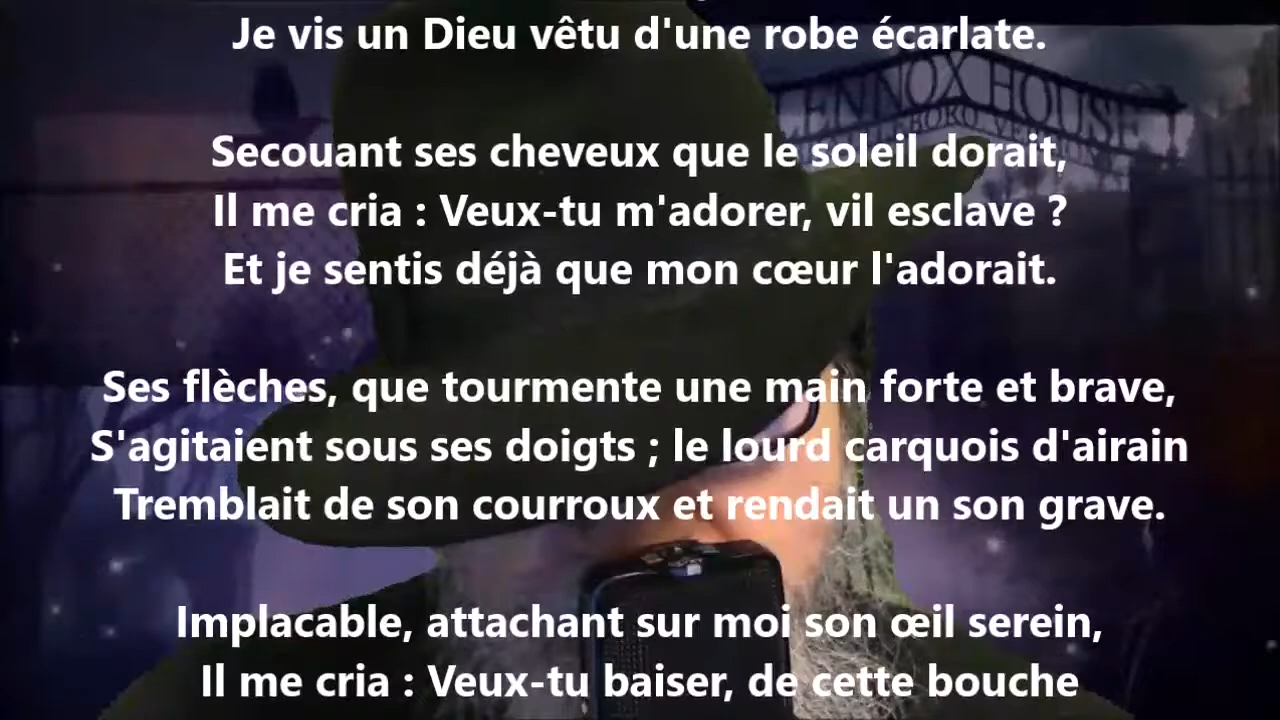 Je vis un Dieu vêtu d'une robe écarlate.
Secouant ses cheveux que le soleil dorait,
Il me cria : Veux-tu m'adorer, vil esclave ?
Et je sentis déjà que mon cœur l'adorait.
Ses flèches, que tourmente une main forte et brave,
S'agitaient sous ses doigts ; le lourd carquois d'airain
Tremblait de son courroux et rendait un son grave.
Implacable, attachant sur moi son œil serein,
Il me cria : Veux-tu baiser, de cette bouche
LENNOX HOUSE